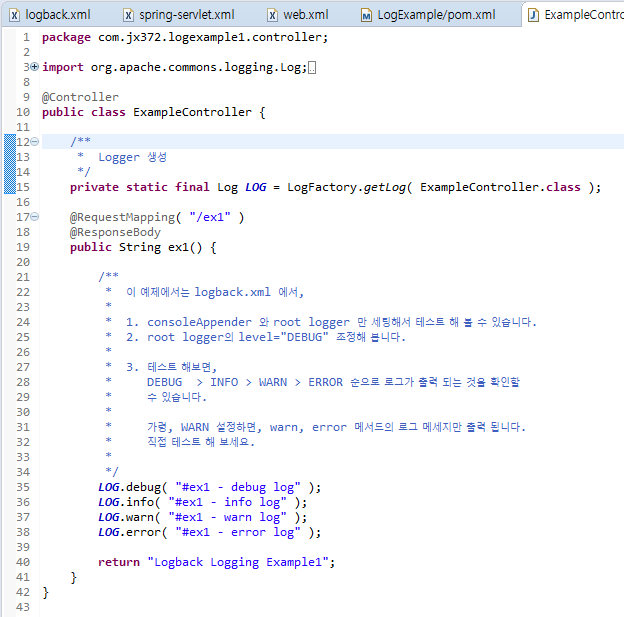 logback.xml spring-servlet.xml web.xml LogExample/pom.xml ExampleContro
1 package com.jx372.logexample1.controller;
2
3 import org.apache.commons.logging.Log;
8
9 @Controller
10 public class ExampleController {
11
12 /**
13 * Logger 생성
14 */
15 private static final Log LOG = LogFactory.getLog( ExampleController.class );
16
17 @RequestMapping( "/ex1" )
18 @ResponseBody
19 public String ex1() {
20
21 /**
22 * 이 예제에서는 logback.xml 에서,
23 *
24 * 1. consoleAppender 와 root logger 만 세팅해서 테스트 해 볼 수 있습니다.
25 * 2. root logger의 level="DEBUG" 조정해 봅니다.
26 *
27 * 3. 테스트 해보면,
28 * DEBUG > INFO > WARN > ERROR 순으로 로그가 출력 되는 것을 확인할
29 * 수 있습니다.
30 *
31 * 가령, WARN 설정하면, warn, error 메서드의 로그 메세지만 출력 됩니다.
32 * 직접 테스트 해 보세요.
33 *
34 */
35 LOG.debug( "#ex1 - debug log" );
36 LOG.info( "#ex1 - info log" );
37 LOG.warn( "#ex1 - warn log" );
38 LOG.error( "#ex1 - error log" );
39
40 return "Logback Logging Example1";
41 }
42 }
43